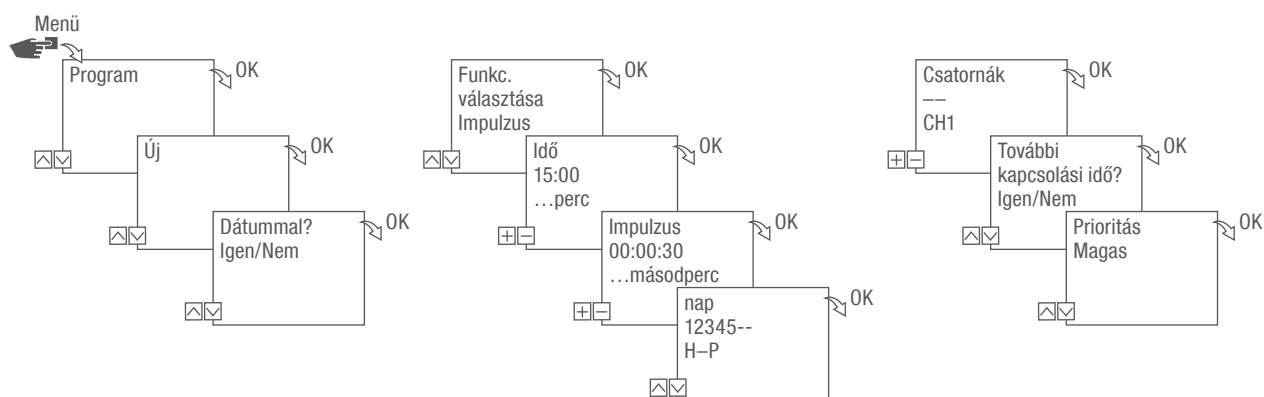 Menü
Program
OK
Új
OK
Dátummal?
Igen/Nem
OK
Funkc.
választása
Impulzus
OK
Idő
15:00
…perc
OK
Impulzus
00:00:30
…másodperc
OK
nap
12345--
H–P
OK
Csatornák
––
CH1
OK
További
kapcsolási idő?
Igen/Nem
OK
Prioritás
Magas
OK